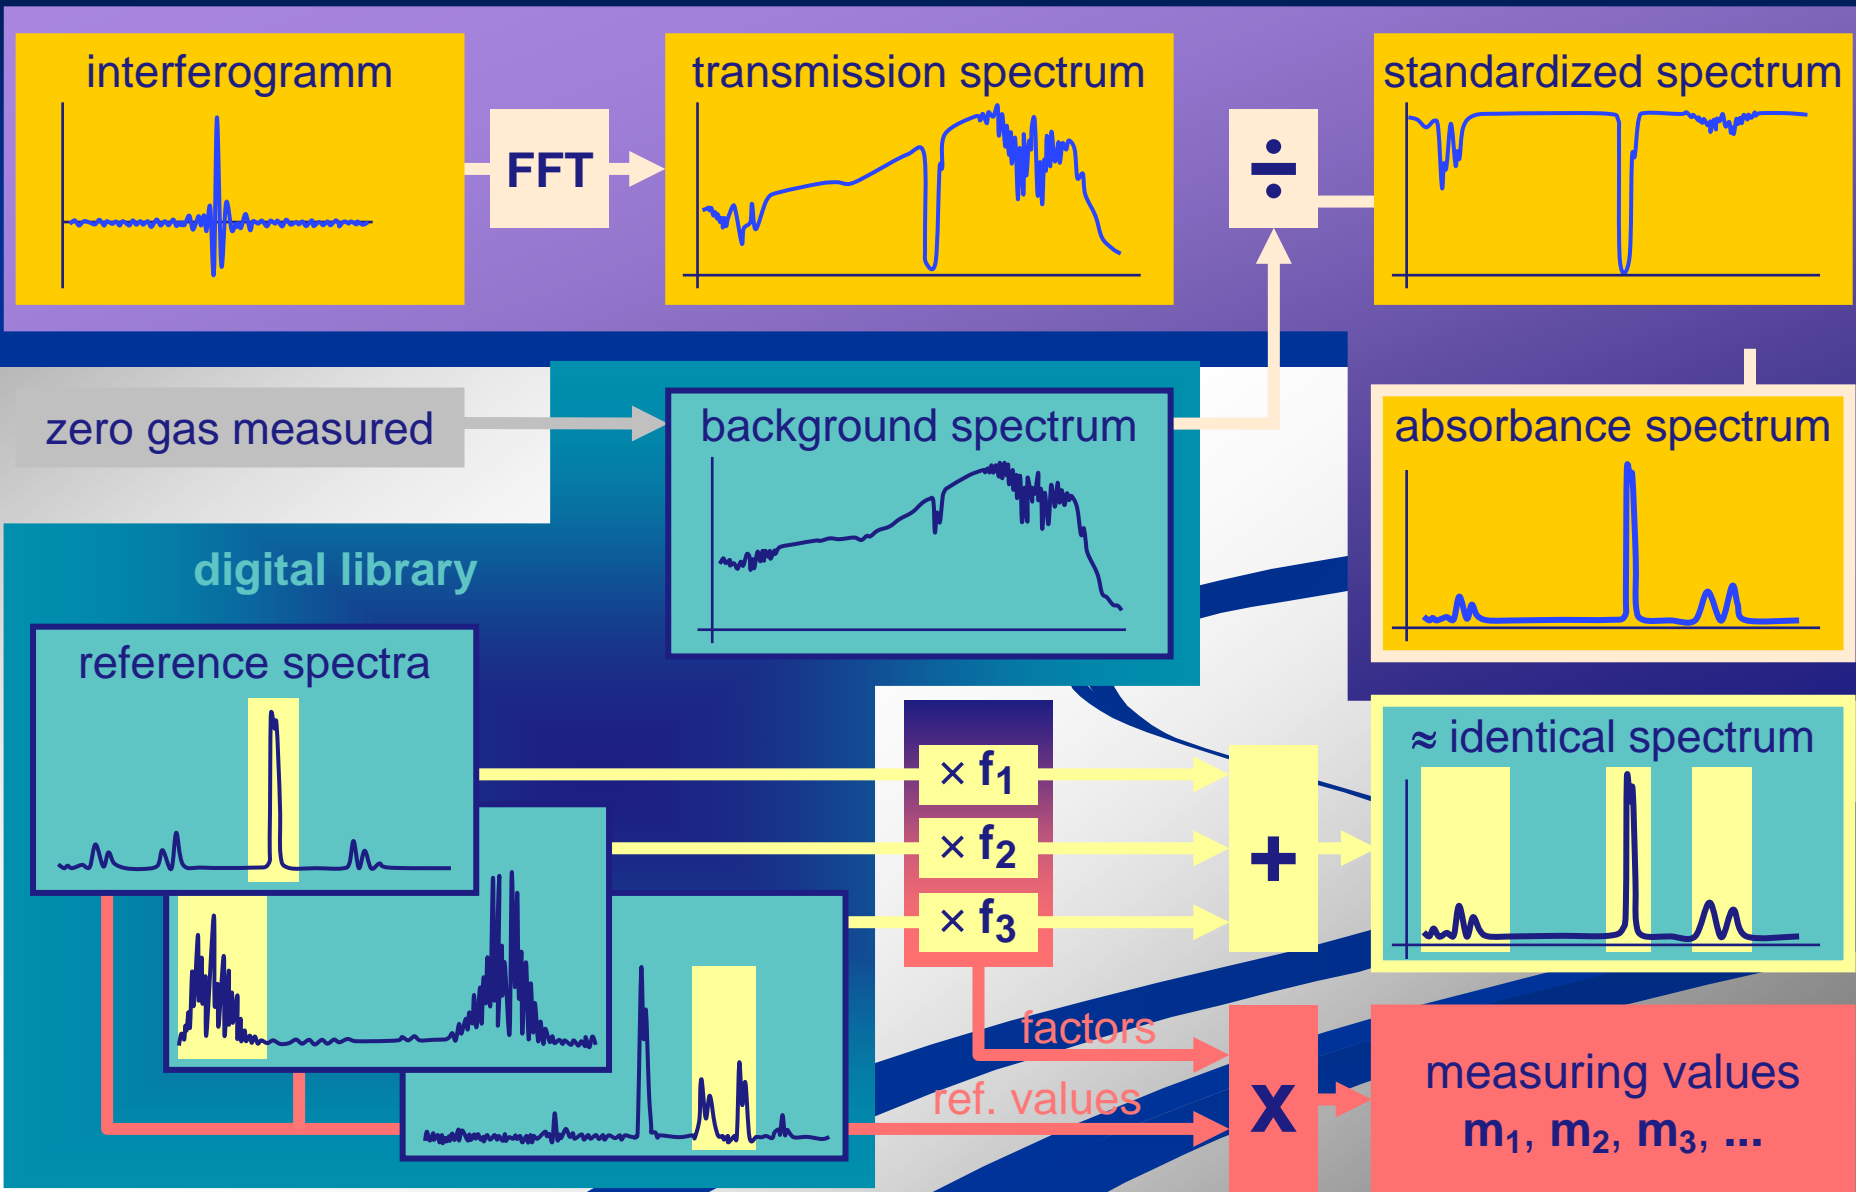 interferogramm
FFT
transmission spectrum
÷
standardized spectrum
zero gas measured
background spectrum
absorbance spectrum
digital library
reference spectra
× f1
× f2
× f3
+
≈ identical spectrum
factors
ref. values
x
measuring values
m1, m2, m3, ...